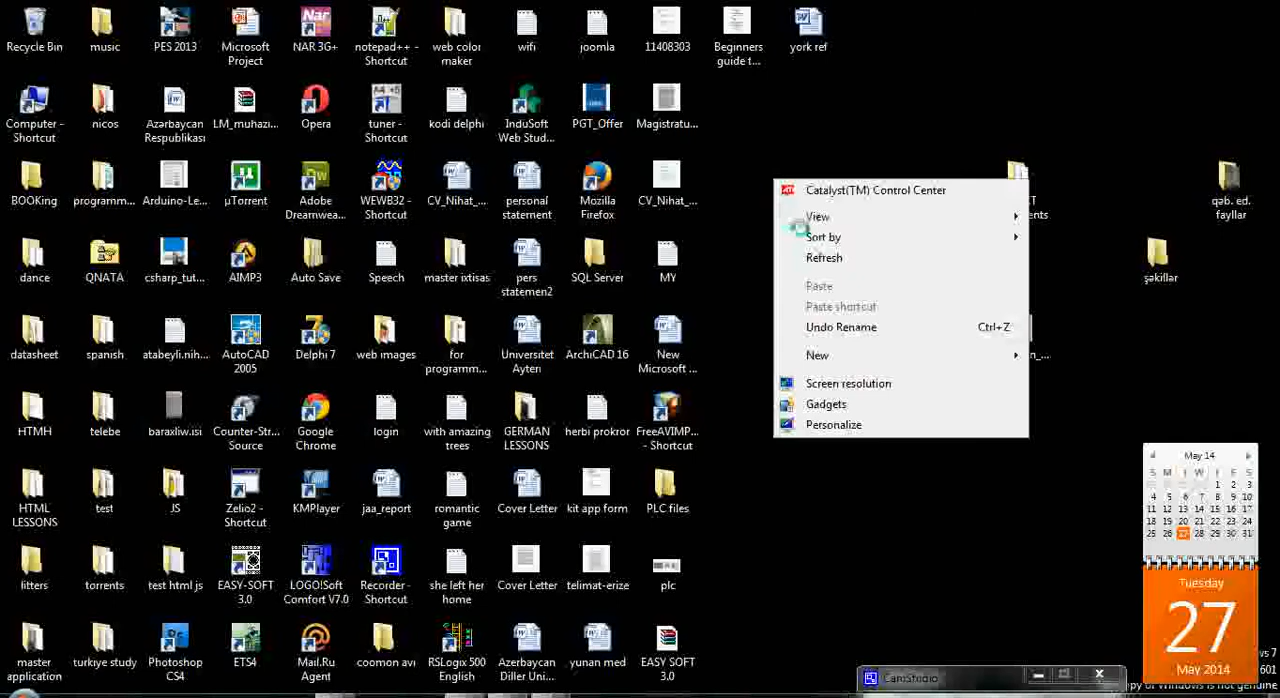 Recycle Bin
music
PES 2013
Microsoft
Project
NAR 3G+
notepad++ -
Shortcut
web color
maker
wifi
joomla
11408303
Beginners
guide t...
york ref
Computer -
Shortcut
nicos
Azərbaycan
Respublikası
LM_muhazı...
Opera
tuner -
Shortcut
kodi delphi
InduSoft
Web Stud...
PGT_Offer
Magistratu...
BOOKing
programm...
Arduino-Le...
µTorrent
Adobe
Dreamwea...
WEWB32 -
Shortcut
CV_Nihat_...
personal
statement
Mozilla
Firefox
CV_Nihat_...
qəb. ed.
fayllar
dance
QNATA
csharp_tut...
AIMP3
Auto Save
Speech
master ixtisas
pers
statemen2
SQL Server
MY
şəkillər
datasheet
spanish
atabeyli.nih...
AutoCAD
2005
Delphi 7
web images
for
programm...
Universitet
Ayten
ArchiCAD 16
New
Microsoft ...
HTMH
telebe
baraxliw.isi
Counter-Str...
Source
Google
Chrome
login
with amazing
trees
GERMAN
LESSONS
herbi prokror
FreeAVIMP...
- Shortcut
HTML
LESSONS
test
JS
Zelio2 -
Shortcut
KMPlayer
jaa_report
romantic
game
Cover Letter
kit app form
PLC files
litters
torrents
test html js
EASY-SOFT
3.0
LOGO!Soft
Comfort V7.0
Recorder -
Shortcut
she left her
home
Cover Letter
telimat-erize
plc
master
application
turkiye study
Photoshop
CS4
ETS4
Mail.Ru
Agent
coomon avi
RSLogix 500
English
Azerbaycan
Diller Uni...
yunan med
EASY SOFT
3.0
ATI
Catalyst(TM) Control Center
View
Sort by
Refresh
Paste
Paste shortcut
Undo Rename Ctrl+Z
New
Screen resolution
Gadgets
Personalize
May 14
S M T W T F S
1 2 3
4 5 6 7 8 9 10
11 12 13 14 15 16 17
18 19 20 21 22 23 24
25 26 27 28 29 30 31
Tuesday
27
May 2014
CamStudio
601
opy of Windows is not genuine